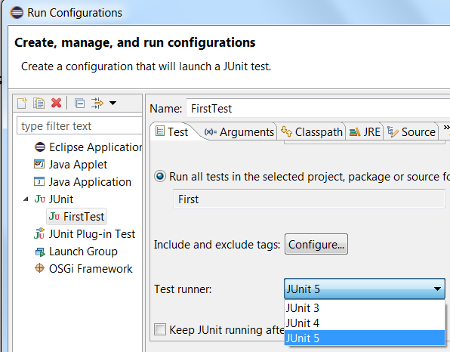 Run Configurations
Create, manage, and run configurations
Create a configuration that will launch a JUnit test.
type filter text
Eclipse Application
Java Applet
Java Application
JUnit
FirstTest
JUnit Plug-in Test
Launch Group
OSGi Framework
Name: FirstTest
Test (x)= Arguments Classpath JRE Source »
Run all tests in the selected project, package or source fo
First
Include and exclude tags: Configure...
Test runner: JUnit 5
JUnit 3
JUnit 4
JUnit 5
Keep JUnit running afte